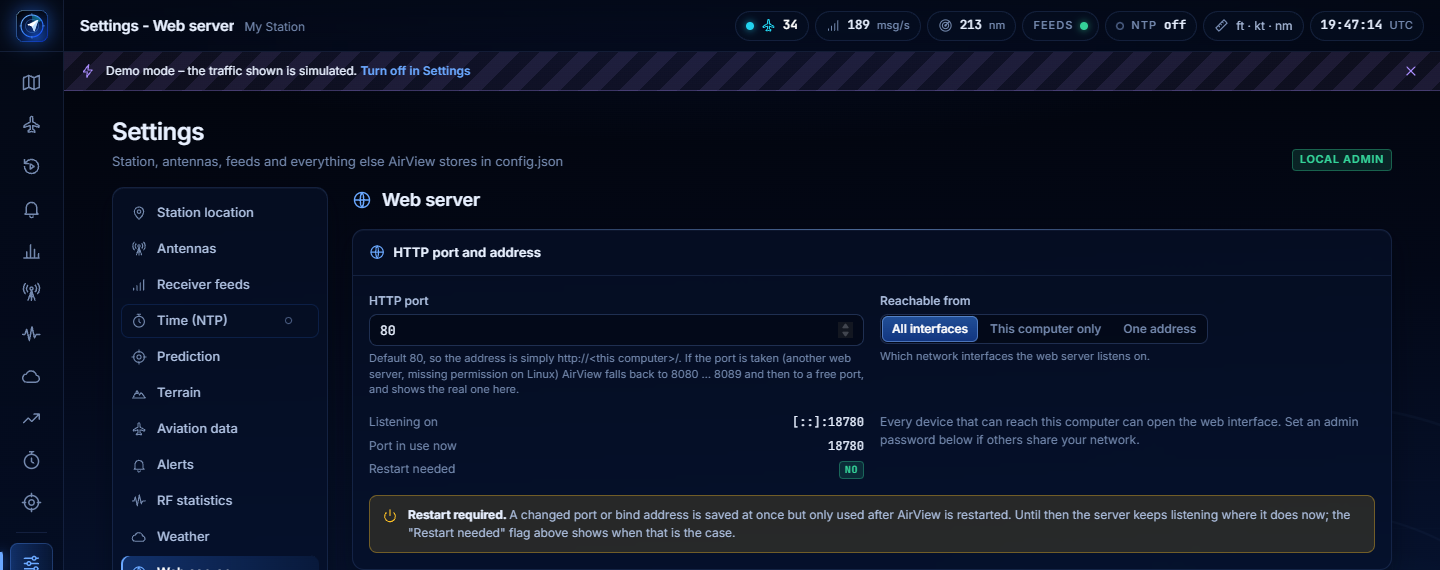 Settings - Web server My Station
34
189 msg/s
213 nm
FEEDS
NTP off
ft · kt · nm
19:47:14 UTC
Demo mode – the traffic shown is simulated. Turn off in Settings
Settings
Station, antennas, feeds and everything else AirView stores in config.json
LOCAL ADMIN
Station location
Antennas
Receiver feeds
Time (NTP)
Prediction
Terrain
Aviation data
Alerts
RF statistics
Weather
Web server
Web server
HTTP port and address
HTTP port
80
Default 80, so the address is simply http://<this computer>/. If the port is taken (another web
server, missing permission on Linux) AirView falls back to 8080 … 8089 and then to a free port,
and shows the real one here.
Reachable from
All interfaces This computer only One address
Which network interfaces the web server listens on.
Listening on [::]:18780
Port in use now 18780
Restart needed NO
Every device that can reach this computer can open the web interface. Set an admin
password below if others share your network.
Restart required. A changed port or bind address is saved at once but only used after AirView is restarted. Until then the server keeps listening where it does now; the
"Restart needed" flag above shows when that is the case.